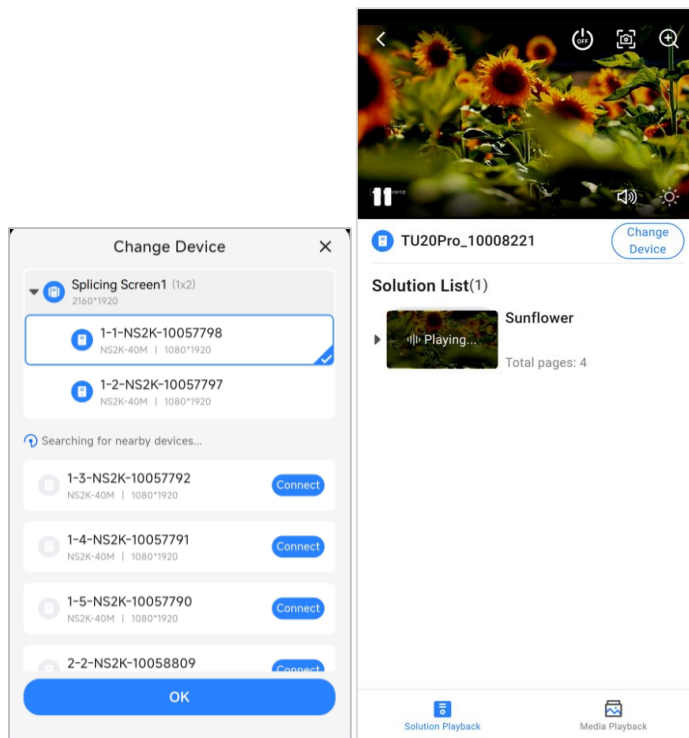 Change Device
Splicing Screen1 (1x2)
2160*1920
1-1-NS2K-10057798
NS2K-40M | 1080*1920
1-2-NS2K-10057797
NS2K-40M | 1080*1920
Searching for nearby devices...
1-3-NS2K-10057792
NS2K-40M | 1080*1920
Connect
1-4-NS2K-10057791
NS2K-40M | 1080*1920
Connect
1-5-NS2K-10057790
NS2K-40M | 1080*1920
Connect
2-2-NS2K-10058809
Connect
OK
OFF
TU20Pro_10008221
Change
Device
Solution List(1)
Playing...
Sunflower
Total pages: 4
Solution Playback
Media Playback